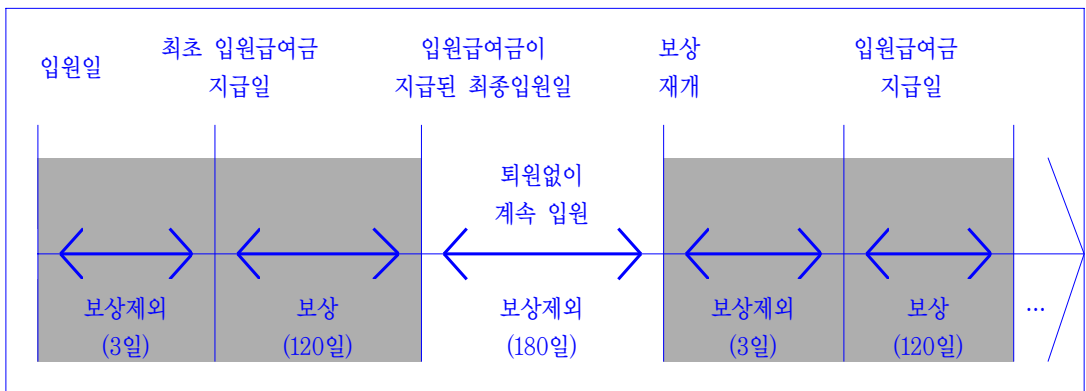 입원일
최초 입원급여금
지급일
입원급여금이
지급된 최종입원일
보상
재개
입원급여금
지급일
퇴원없이
계속 입원
보상제외
(3일)
보상
(120일)
보상제외
(180일)
보상제외
(3일)
보상
(120일)
…